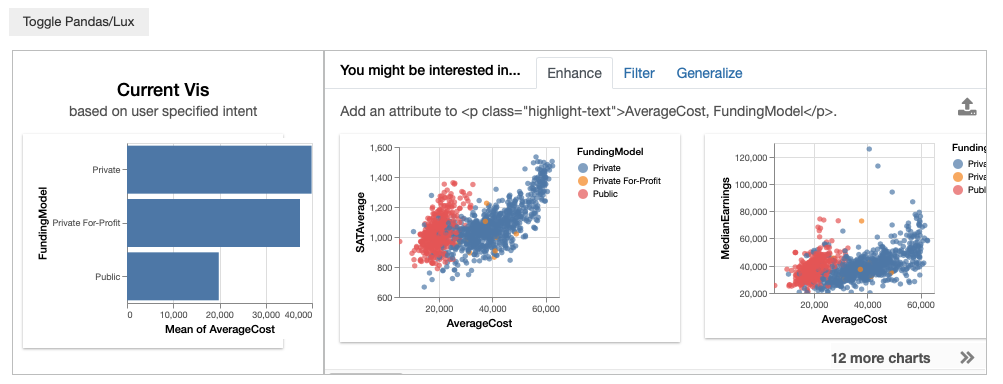 Toggle Pandas/Lux
Current Vis
based on user specified intent
FundingModel
Private
Private For-Profit
Public
0 10,000 20,000 30,000 40,000
Mean of AverageCost
You might be interested in... Enhance Filter Generalize
Add an attribute to <p class="highlight-text">AverageCost, FundingModel</p>.
SATAverage
1,600
1,400
1,200
1,000
800
600
20,000 40,000 60,000
AverageCost
FundingModel
Private
Private For-Profit
Public
MedianEarnings
120,000
100,000
80,000
60,000
40,000
20,000
20,000 40,000 60,000
AverageCost
Funding
Priva
Priva
Publ
12 more charts